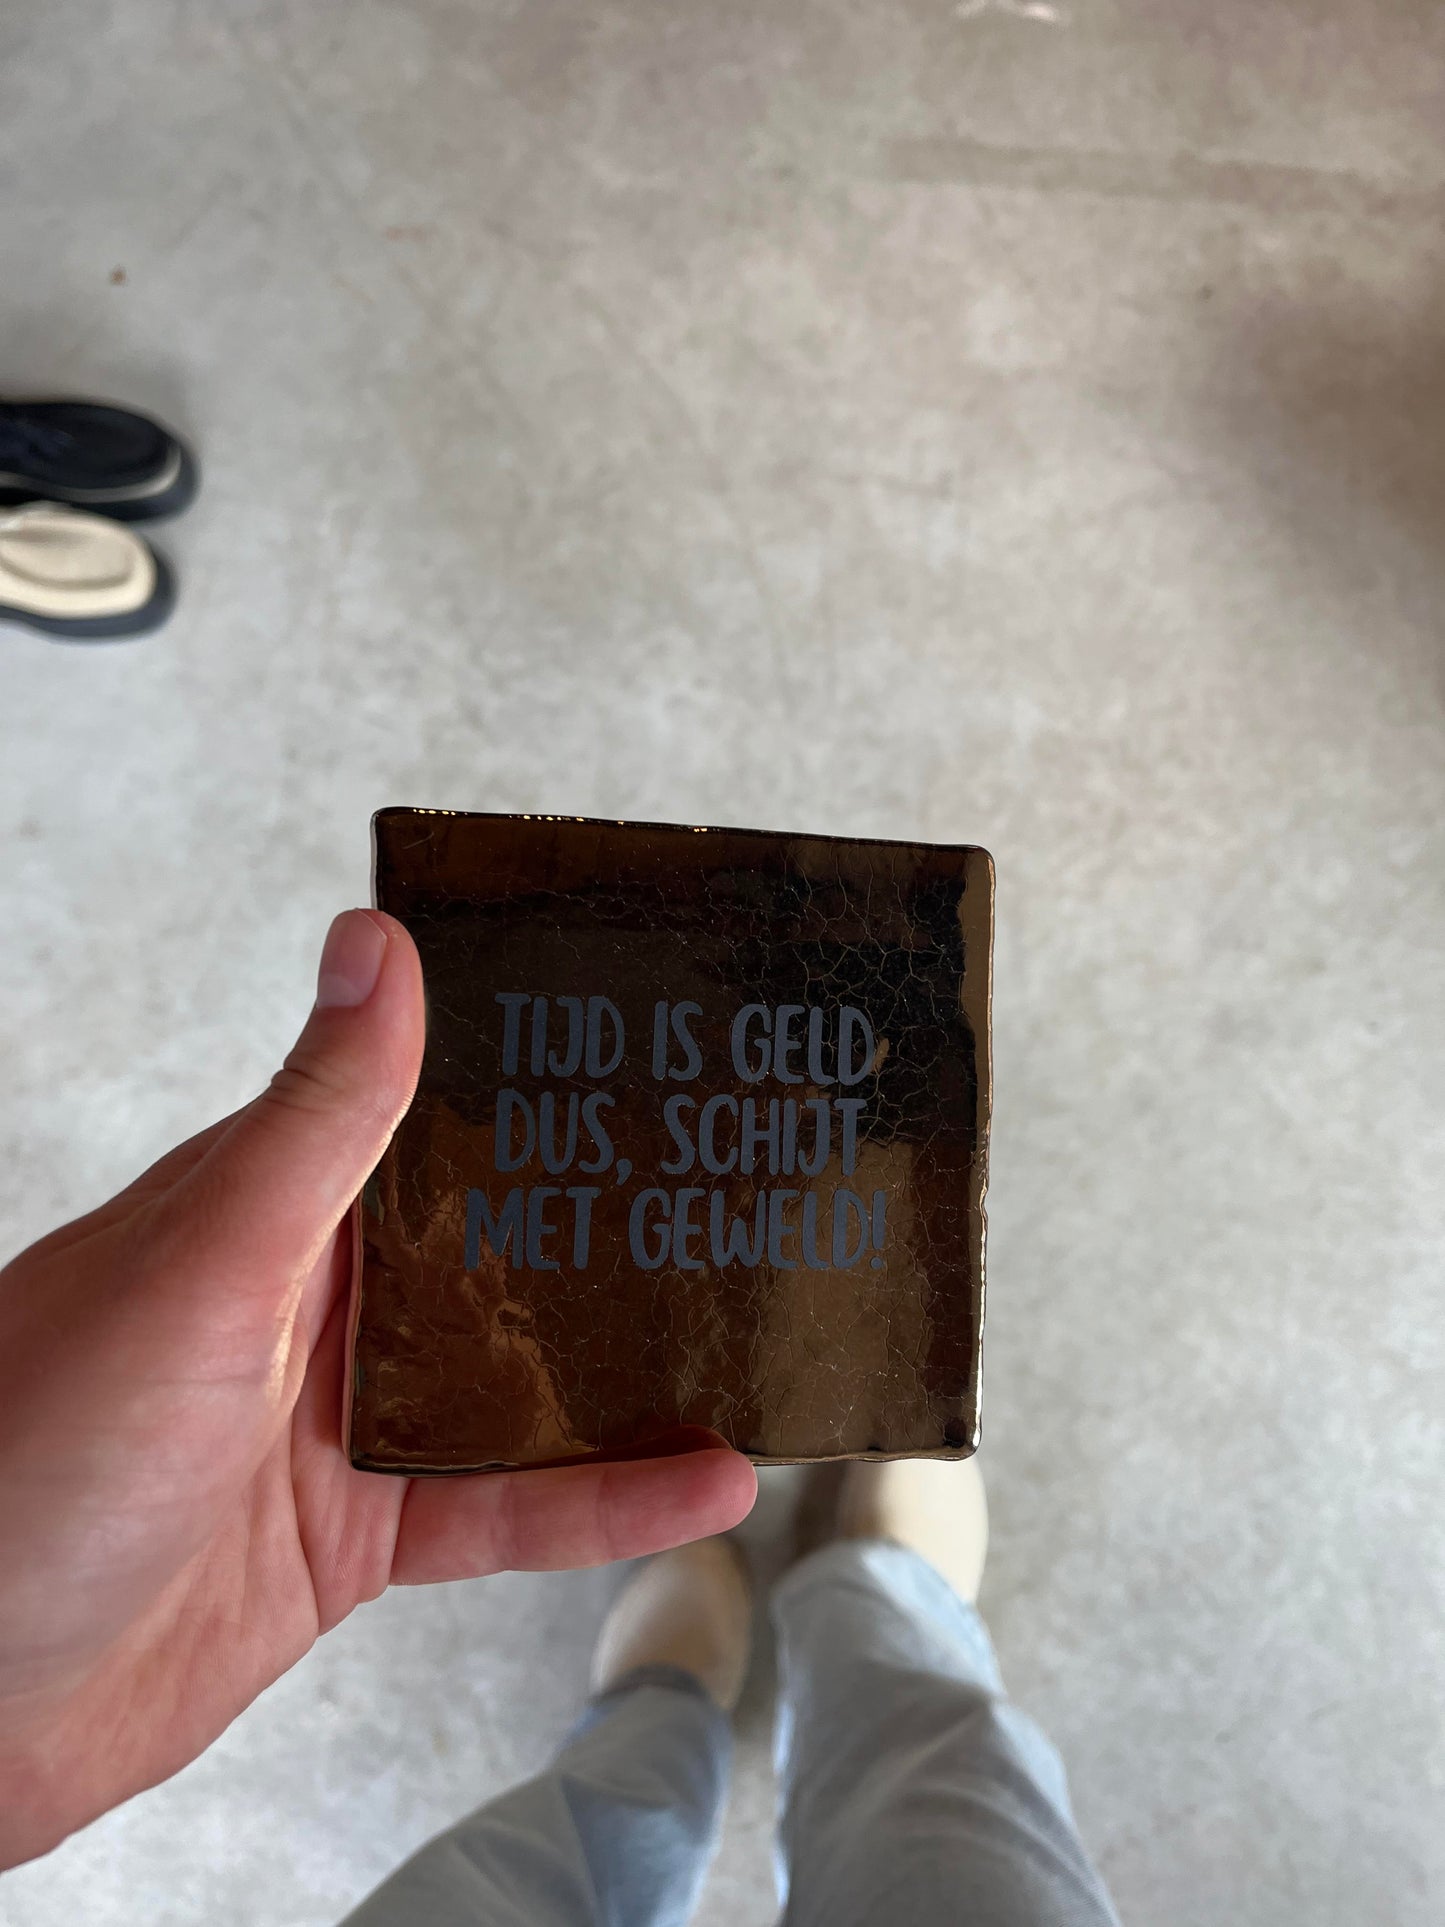 TIJD IS GELD
DUS, SCHIJT
MET GEWELD!